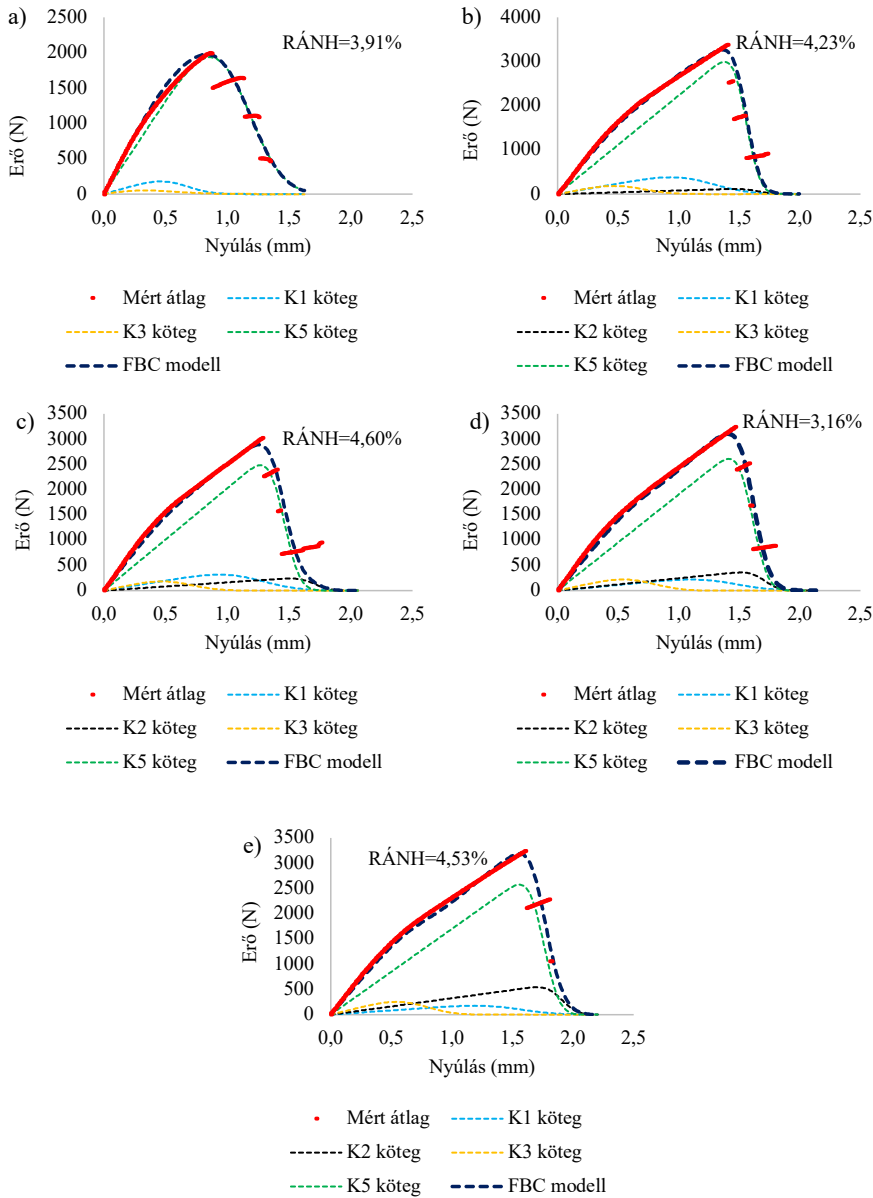 a)
RÁNH=3,91%
Erő (N)
2500
2000
1500
1000
500
0
0,0 0,5 1,0 1,5 2,0 2,5
Nyúlás (mm)
Mért átlag K1 köteg
K3 köteg K5 köteg
FBC modell
b)
RÁNH=4,23%
Erő (N)
4000
3000
2000
1000
0
0,0 0,5 1,0 1,5 2,0 2,5
Nyúlás (mm)
Mért átlag K1 köteg
K2 köteg K3 köteg
K5 köteg FBC modell
c)
RÁNH=4,60%
Erő (N)
3500
3000
2500
2000
1500
1000
500
0
0,0 0,5 1,0 1,5 2,0 2,5
Nyúlás (mm)
Mért átlag K1 köteg
K2 köteg K3 köteg
K5 köteg FBC modell
d)
RÁNH=3,16%
Erő (N)
3500
3000
2500
2000
1500
1000
500
0
0,0 0,5 1,0 1,5 2,0 2,5
Nyúlás (mm)
Mért átlag K1 köteg
K2 köteg K3 köteg
K5 köteg FBC modell
e)
RÁNH=4,53%
Erő (N)
3500
3000
2500
2000
1500
1000
500
0
0,0 0,5 1,0 1,5 2,0 2,5
Nyúlás (mm)
Mért átlag K1 köteg
K2 köteg K3 köteg
K5 köteg FBC modell